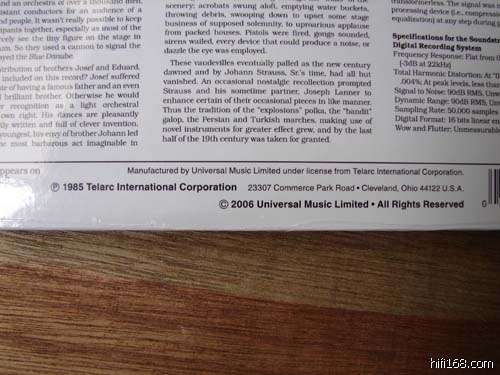 nd an orchestra of over a thousand men,
istant conductors for an audience of a
nd people. It wasn't really possible to keep
ipants together, especially as most of the
rcely see the tiny figure on the stage in
um. So they used a cannon to signal the
yed the Blue Danube.
ntribution of brothers Josef and Eduard.
included on this record? Josef suffered
te of having a famous father and an even
l brilliant brother. Otherwise he would
r recognition as a light orchestral
own right. His dances are pleasantly
tly written and full of clever invention.
youngest, his envy of brother Johann led
he most barbarous act imaginable in
scenery; acrobats swung aloft, emptying water buckets,
throwing debris, swooping down to upset some stage
business of supposed solemnity, to uproarious applause
from packed houses. Pistols were fired, gongs sounded,
sirens wailed, every device that could produce a noise, or
dazzle the eye was employed.
These vaudevilles eventually palled as the new century
dawned and by Johann Strauss, Sr.'s time, had all but
vanished. An occasional nostalgic recollection prompted
Strauss and his sometime partner, Joseph Lanner to
enhance certain of their occasional pieces in like manner.
Thus the tradition of the "explosions" polka, the "bandit"
galop, the Persian and Turkish marches, making use of
novel instruments for greater effect grew, and by the last
half of the 19th century was taken for granted.
transformerless. The signal was
processing device (i.e., compres
equalization) at any step during
Specifications for the Soundstr
Digital Recording System
Frequency Response: Flat from 0
[-3dB at 22kHz]
Total Harmonic Distortion: At "0
.004%. At peak levels, less than
Signal to Noise: 90dB RMS, Unw
Dynamic Range: 90dB RMS
Sampling Rate: 50,000 samples
Digital Format: 16 bits linear en
Wow and Flutter: Unmeasurable
appears on
Manufactured by Universal Music Limited under license from Telarc International.
℗ 1985 Telarc International Corporation 23307 Commerce Park Road • Cleveland, Ohio 44122 U.S.A.
© 2006 Universal Music Limited • All Rights Reserved
0
hifi168.com